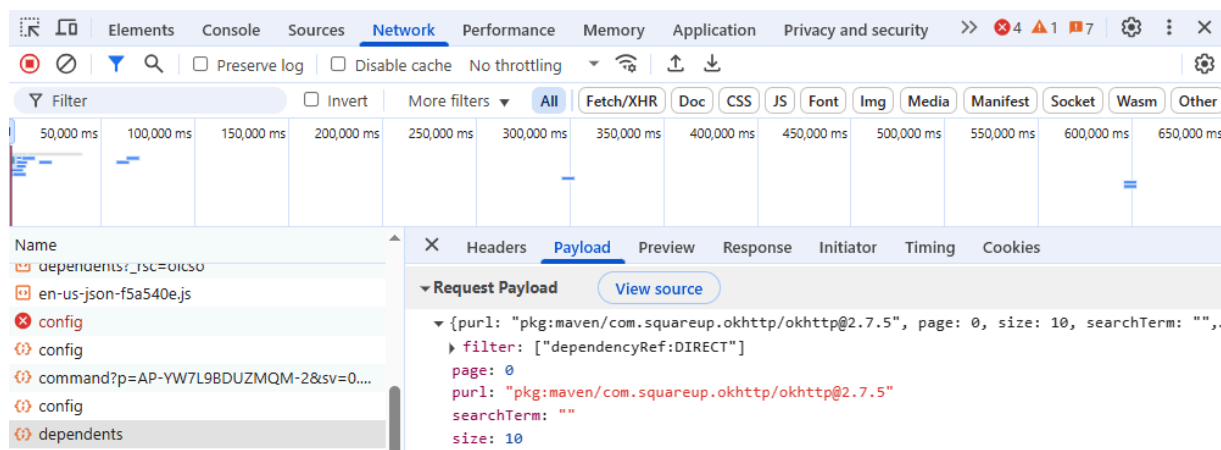 Elements Console Sources Network Performance Memory Application Privacy and security 4 1 7
Preserve log Disable cache No throttling
Filter Invert More filters All Fetch/XHR Doc CSS JS Font Img Media Manifest Socket Wasm Other
50,000 ms 100,000 ms 150,000 ms 200,000 ms 250,000 ms 300,000 ms 350,000 ms 400,000 ms 450,000 ms 500,000 ms 550,000 ms 600,000 ms 650,000 ms
Name
dependents?_rsc=
en-us-json-f5a540e.js
config
config
command?p=AP-YW7L9BDUZMQM-2&sv=0....
config
dependents
Headers Payload Preview Response Initiator Timing Cookies
Request Payload View source
{purl: "pkg:maven/com.squareup.okhttp/okhttp@2.7.5", page: 0, size: 10, searchTerm: "",…
filter: ["dependencyRef:DIRECT"]
page: 0
purl: "pkg:maven/com.squareup.okhttp/okhttp@2.7.5"
searchTerm: ""
size: 10